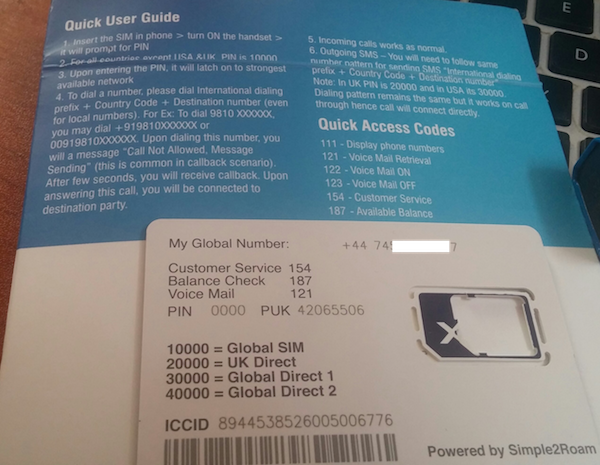 Quick User Guide
1. Insert the SIM in phone > turn ON the handset >
it will prompt for PIN
2. For all countries except USA &UK, PIN is 10000
3. Upon entering the PIN, it will latch on to strongest
available network
4. To dial a number, please dial International dialing
prefix + Country Code + Destination number (even
for local numbers). For Ex: To dial 9810 XXXXXX,
you may dial +919810XXXXXX or
00919810XXXXXX. Upon dialing this number, you
will a message "Call Not Allowed, Message
Sending" (this is common in callback scenario).
After few seconds, you will receive callback. Upon
answering this call, you will be connected to
destination party.
5. Incoming calls works as normal.
6. Outgoing SMS – You will need to follow same
number pattern for sending SMS "International dialing
prefix + Country Code + Destination number"
Note: In UK PIN is 20000 and in USA its 30000.
Dialing pattern remains the same but it works on call
through hence call will connect directly.
Quick Access Codes
111 - Display phone numbers
121 - Voice Mail Retrieval
122 - Voice Mail ON
123 - Voice Mail OFF
154 - Customer Service
187 - Available Balance
My Global Number: +44 74 7
Customer Service 154
Balance Check 187
Voice Mail 121
PIN 0000 PUK 42065506
10000 = Global SIM
20000 = UK Direct
30000 = Global Direct 1
40000 = Global Direct 2
ICCID 8944538526005006776
Powered by Simple2Roam
X
E
D